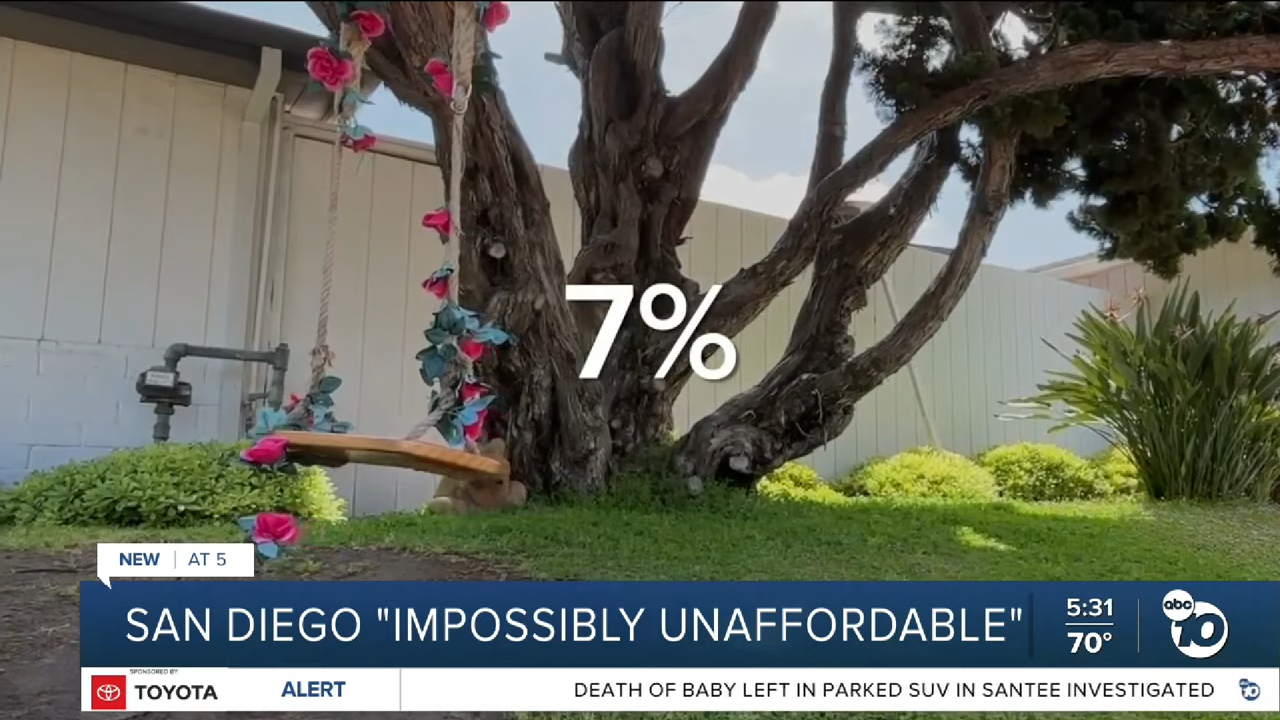 7%
NEW | AT 5
SAN DIEGO "IMPOSSIBLY UNAFFORDABLE"
5:31
70°
abc
10
SPONSORED BY
TOYOTA
ALERT
DEATH OF BABY LEFT IN PARKED SUV IN SANTEE INVESTIGATED
10